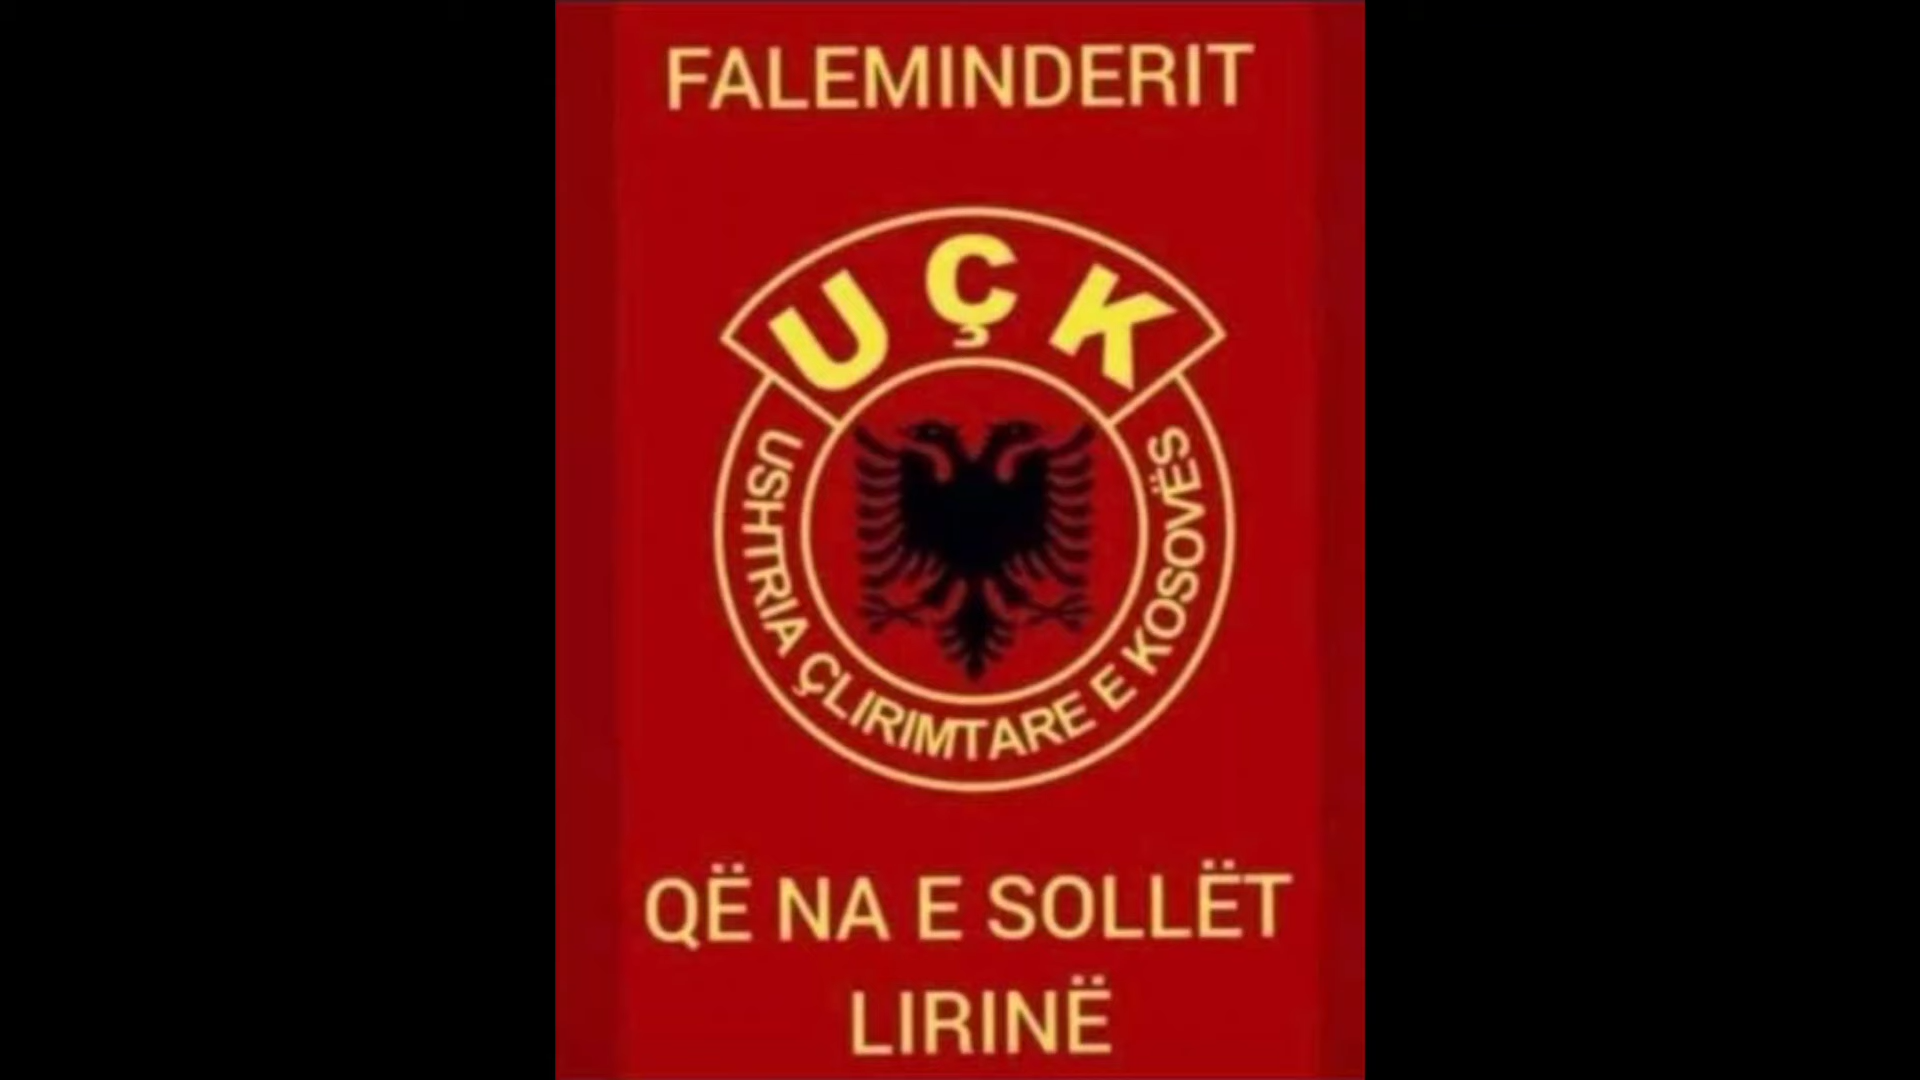 FALEMINDERIT
UÇK
USHTRIA ÇLIRIMTARE E KOSOVËS
QË NA E SOLLËT
LIRINË